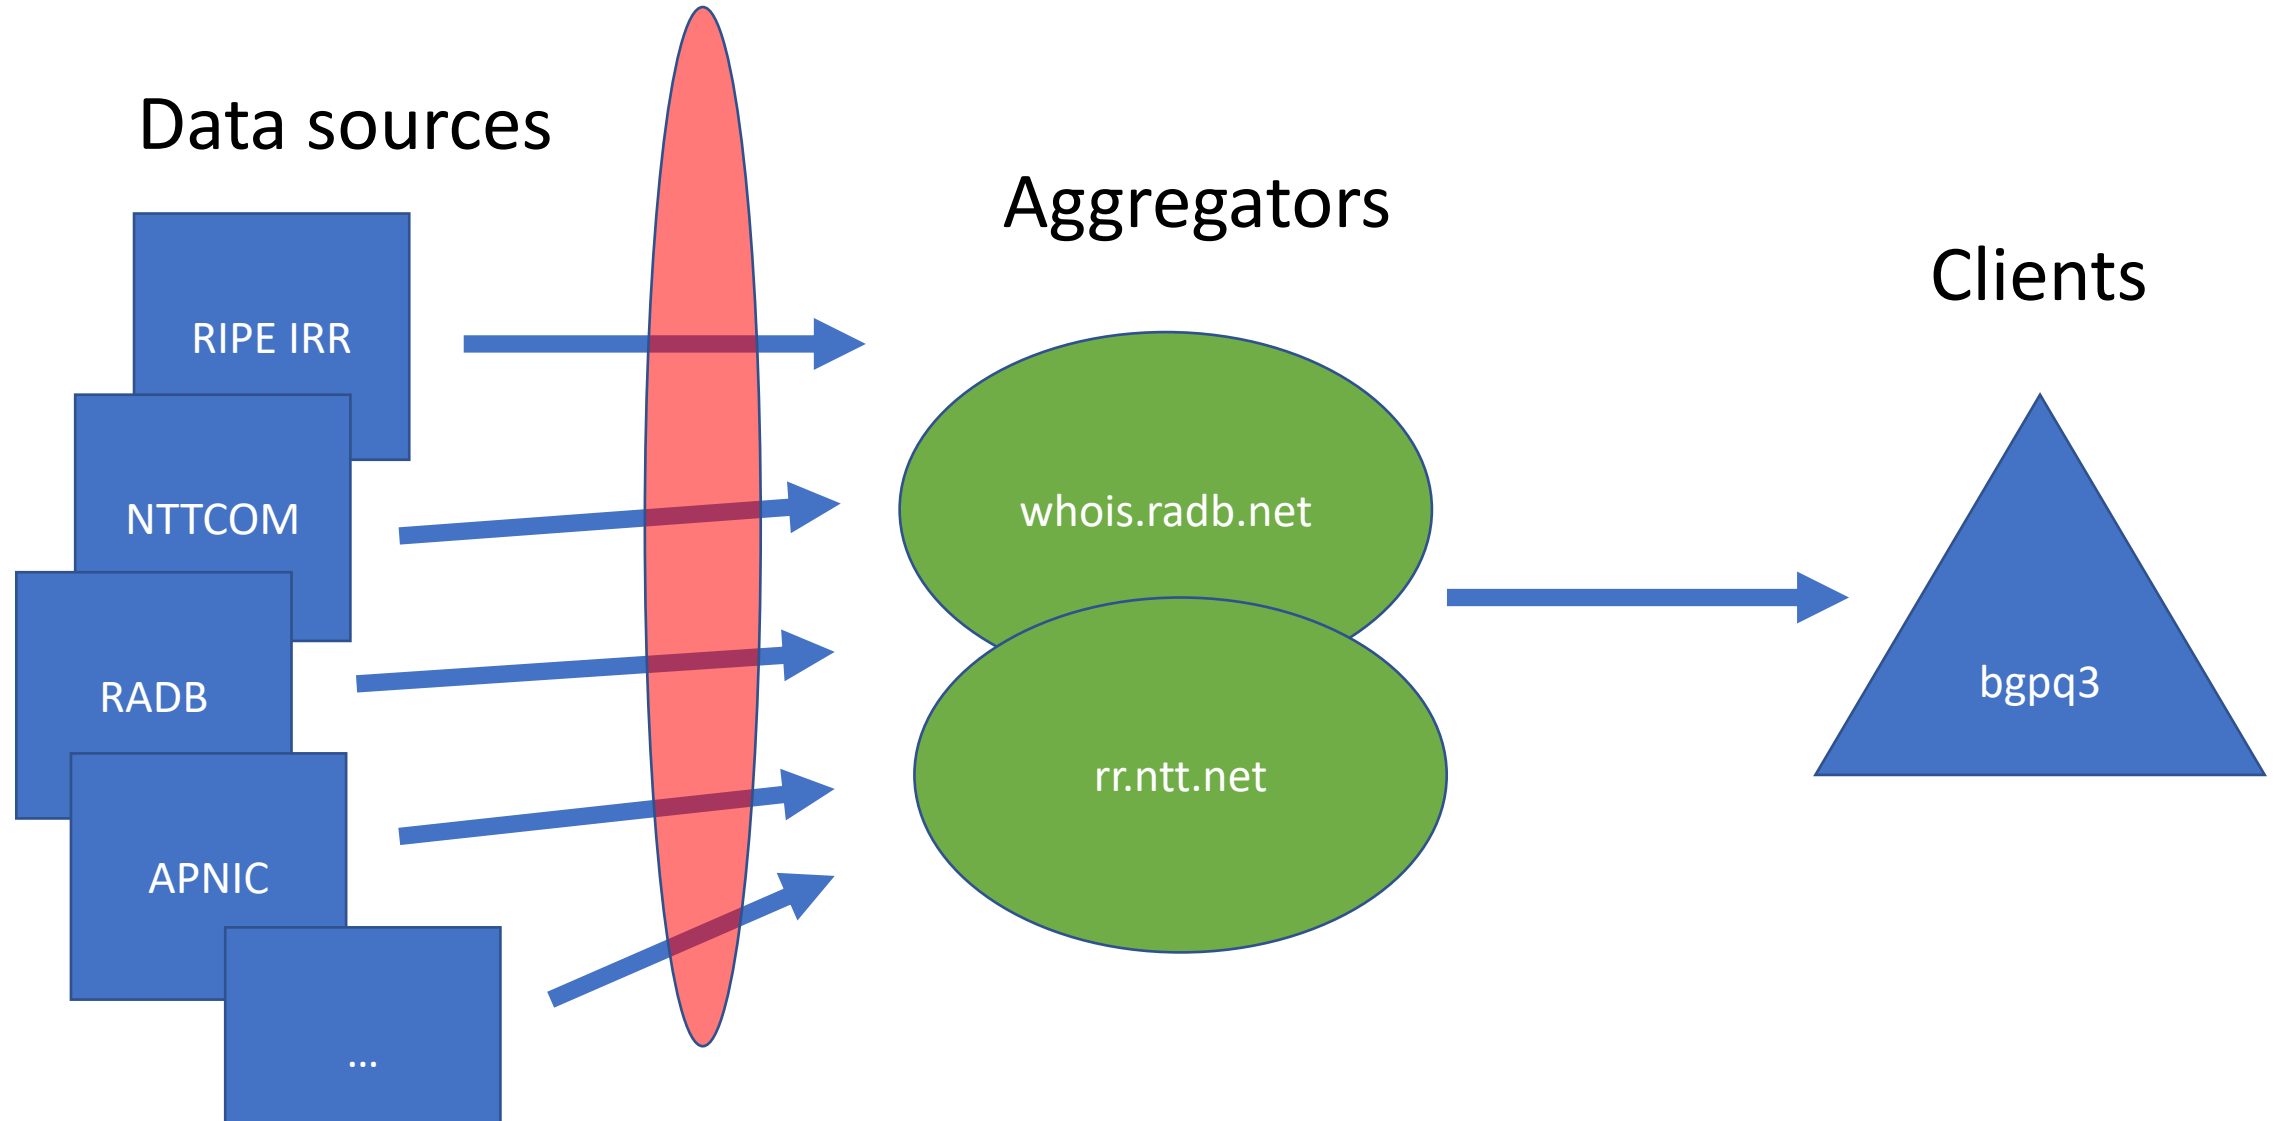 Data sources
RIPE IRR
NTTCOM
RADB
APNIC
...
Aggregators
whois.radb.net
rr.ntt.net
Clients
bgpq3